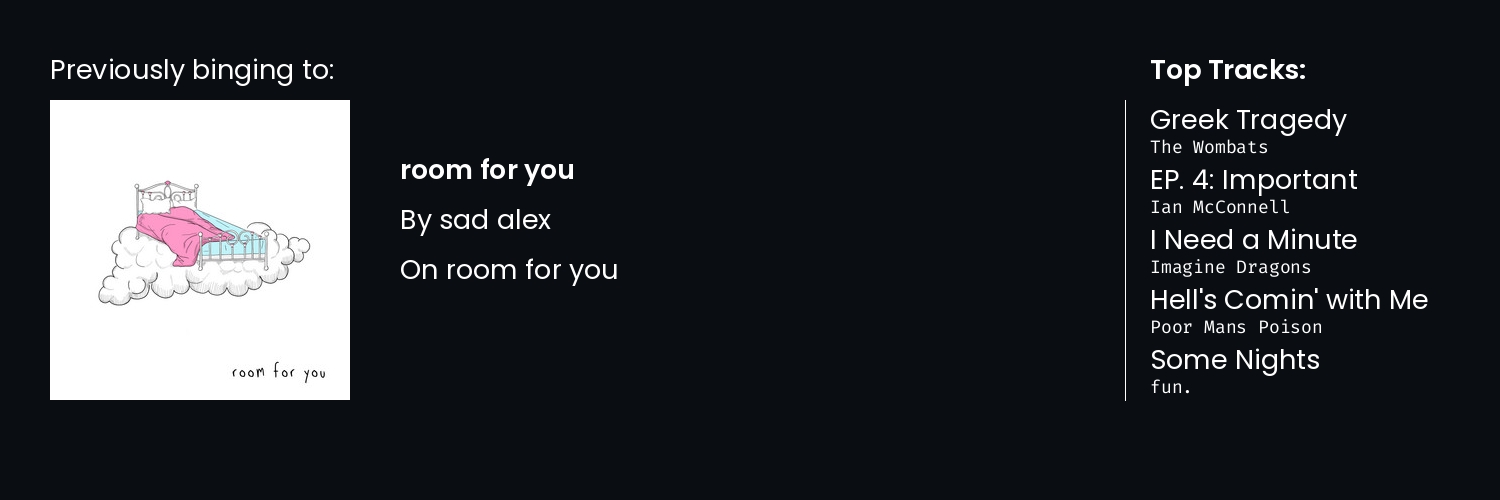 Previously binging to:
room for you
room for you
By sad alex
On room for you
Top Tracks:
Greek Tragedy
The Wombats
EP. 4: Important
Ian McConnell
I Need a Minute
Imagine Dragons
Hell's Comin' with Me
Poor Mans Poison
Some Nights
fun.